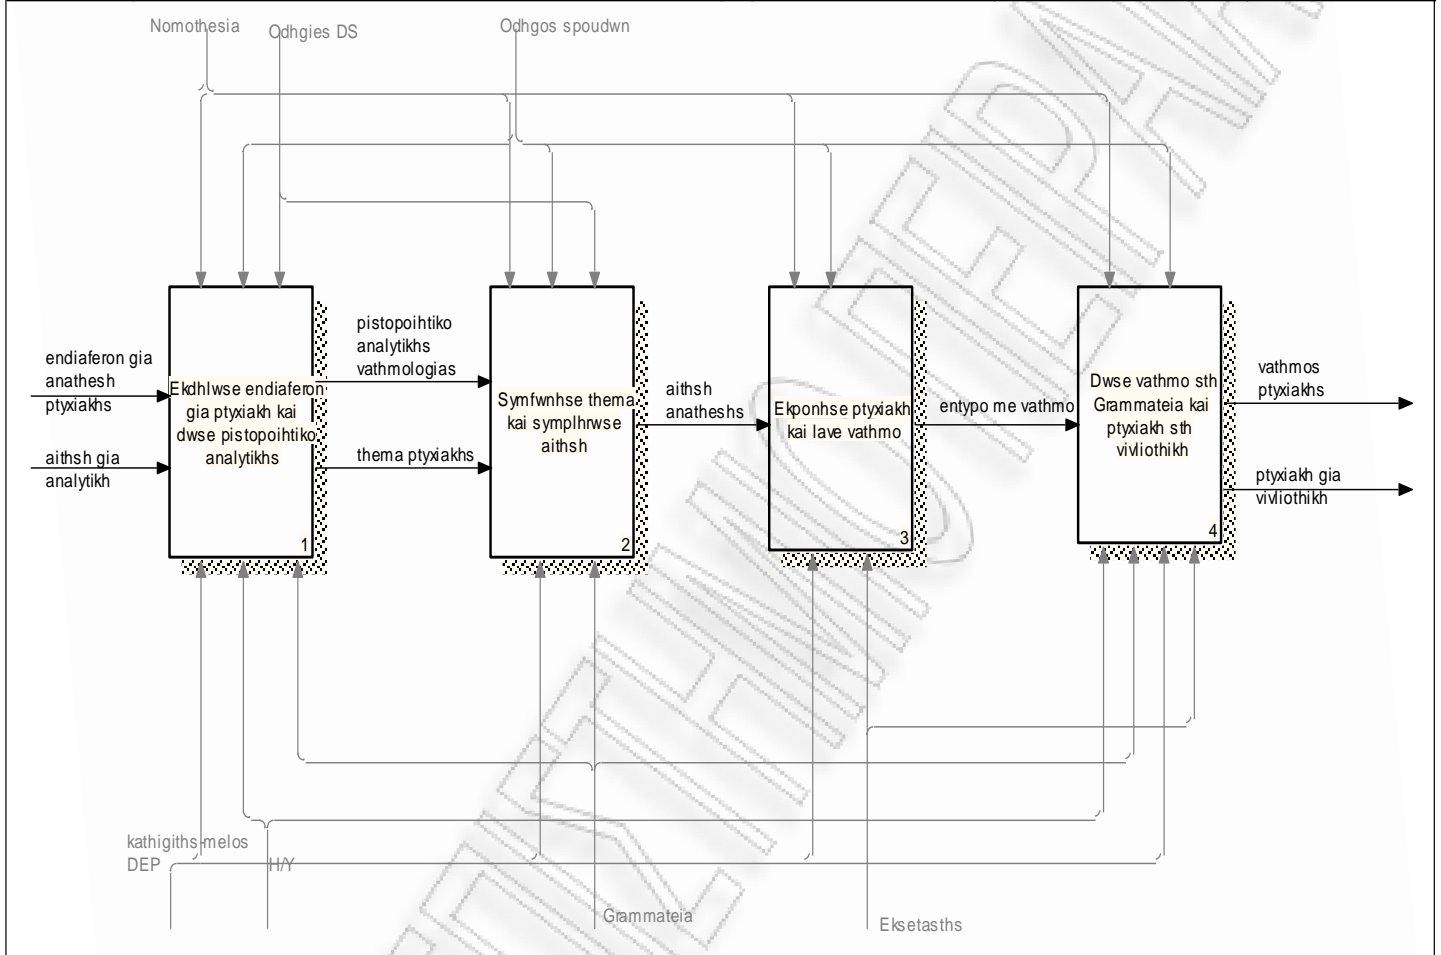 Nomothesia
Odhgies DS
Odhgos spoudwn
endiaferon gia
anathesh
ptyxiakhs
aithsh gia
analytikh
Ekdhlwse endiaferon
gia ptyxiakh kai
dwse pistopoihtiko
analytikhs
1
pistopoihtiko
analytikhs
vathmologias
thema ptyxiakhs
Symfwnhse thema
kai symplhrwse
aithsh
2
aithsh
anatheshs
Ekponhse ptyxiakh
kai lave vathmo
3
entypo me vathmo
Dwse vathmo sth
Grammateia kai
ptyxiakh sth
vivliothikh
4
vathmos
ptyxiakhs
ptyxiakh gia
vivliothikh
kathigiths-melos
DEP
H/Y
Grammateia
Eksetasths